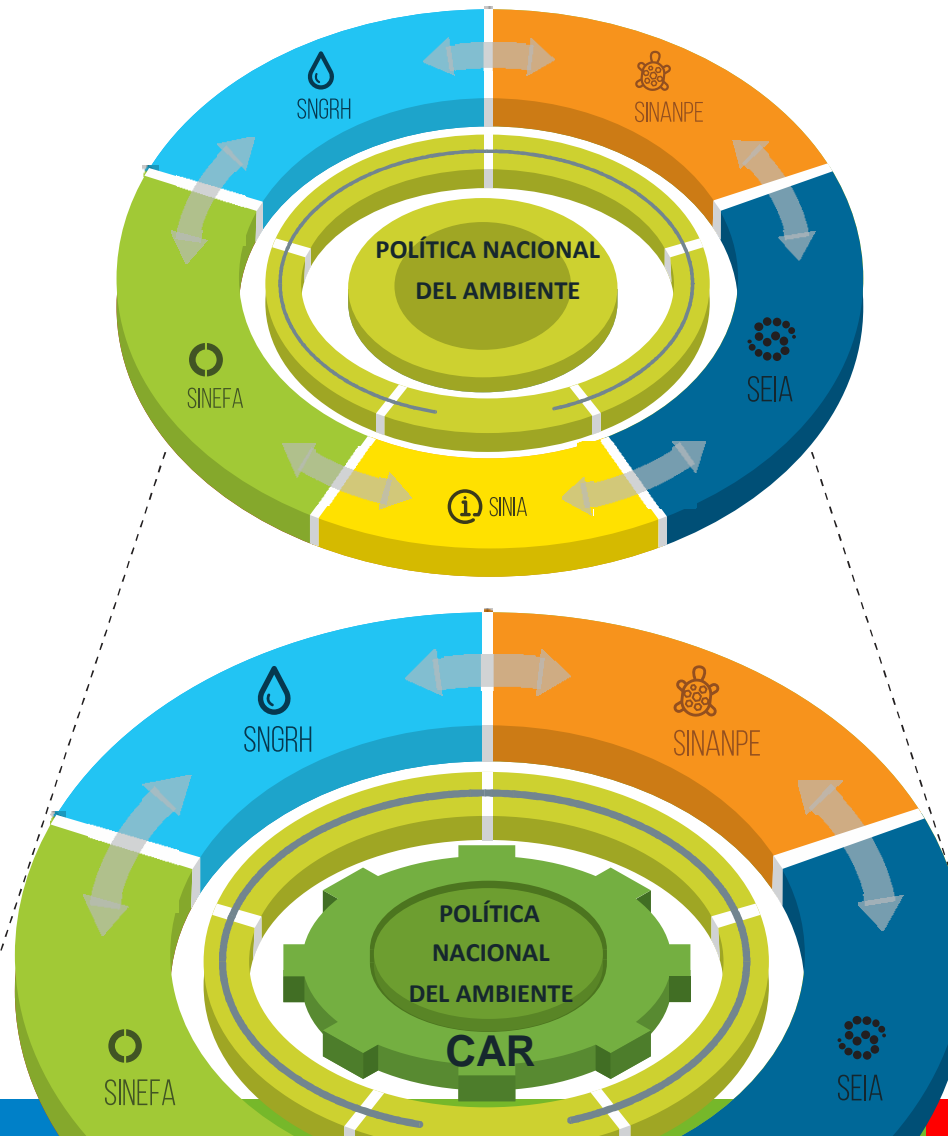 SNGRH
SINANPE
POLÍTICA NACIONAL
DEL AMBIENTE
SINEFA
SEIA
SINIA
SNGRH
SINANPE
POLÍTICA
NACIONAL
DEL AMBIENTE
CAR
SINEFA
SEIA